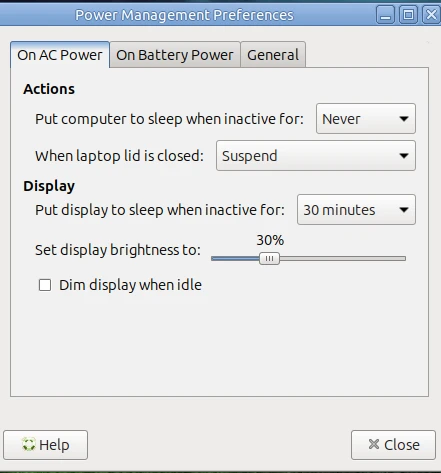 Power Management Preferences
On AC Power On Battery Power General
Actions
Put computer to sleep when inactive for: Never
When laptop lid is closed: Suspend
Display
Put display to sleep when inactive for: 30 minutes
30%
Set display brightness to:
Dim display when idle
Help Close